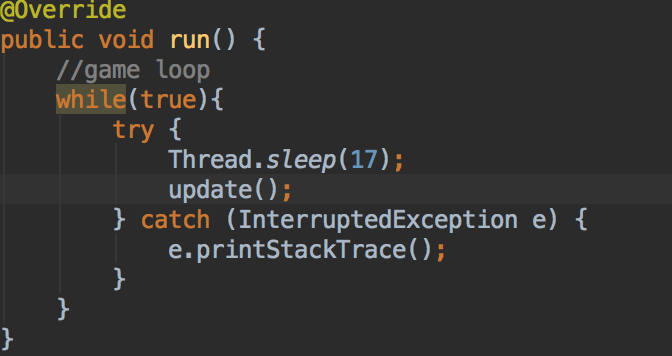 @Override
public void run() {
    //game loop
    while(true){
        try {
            Thread.sleep(17);
            update();
        } catch (InterruptedException e) {
            e.printStackTrace();
        }
    }
}